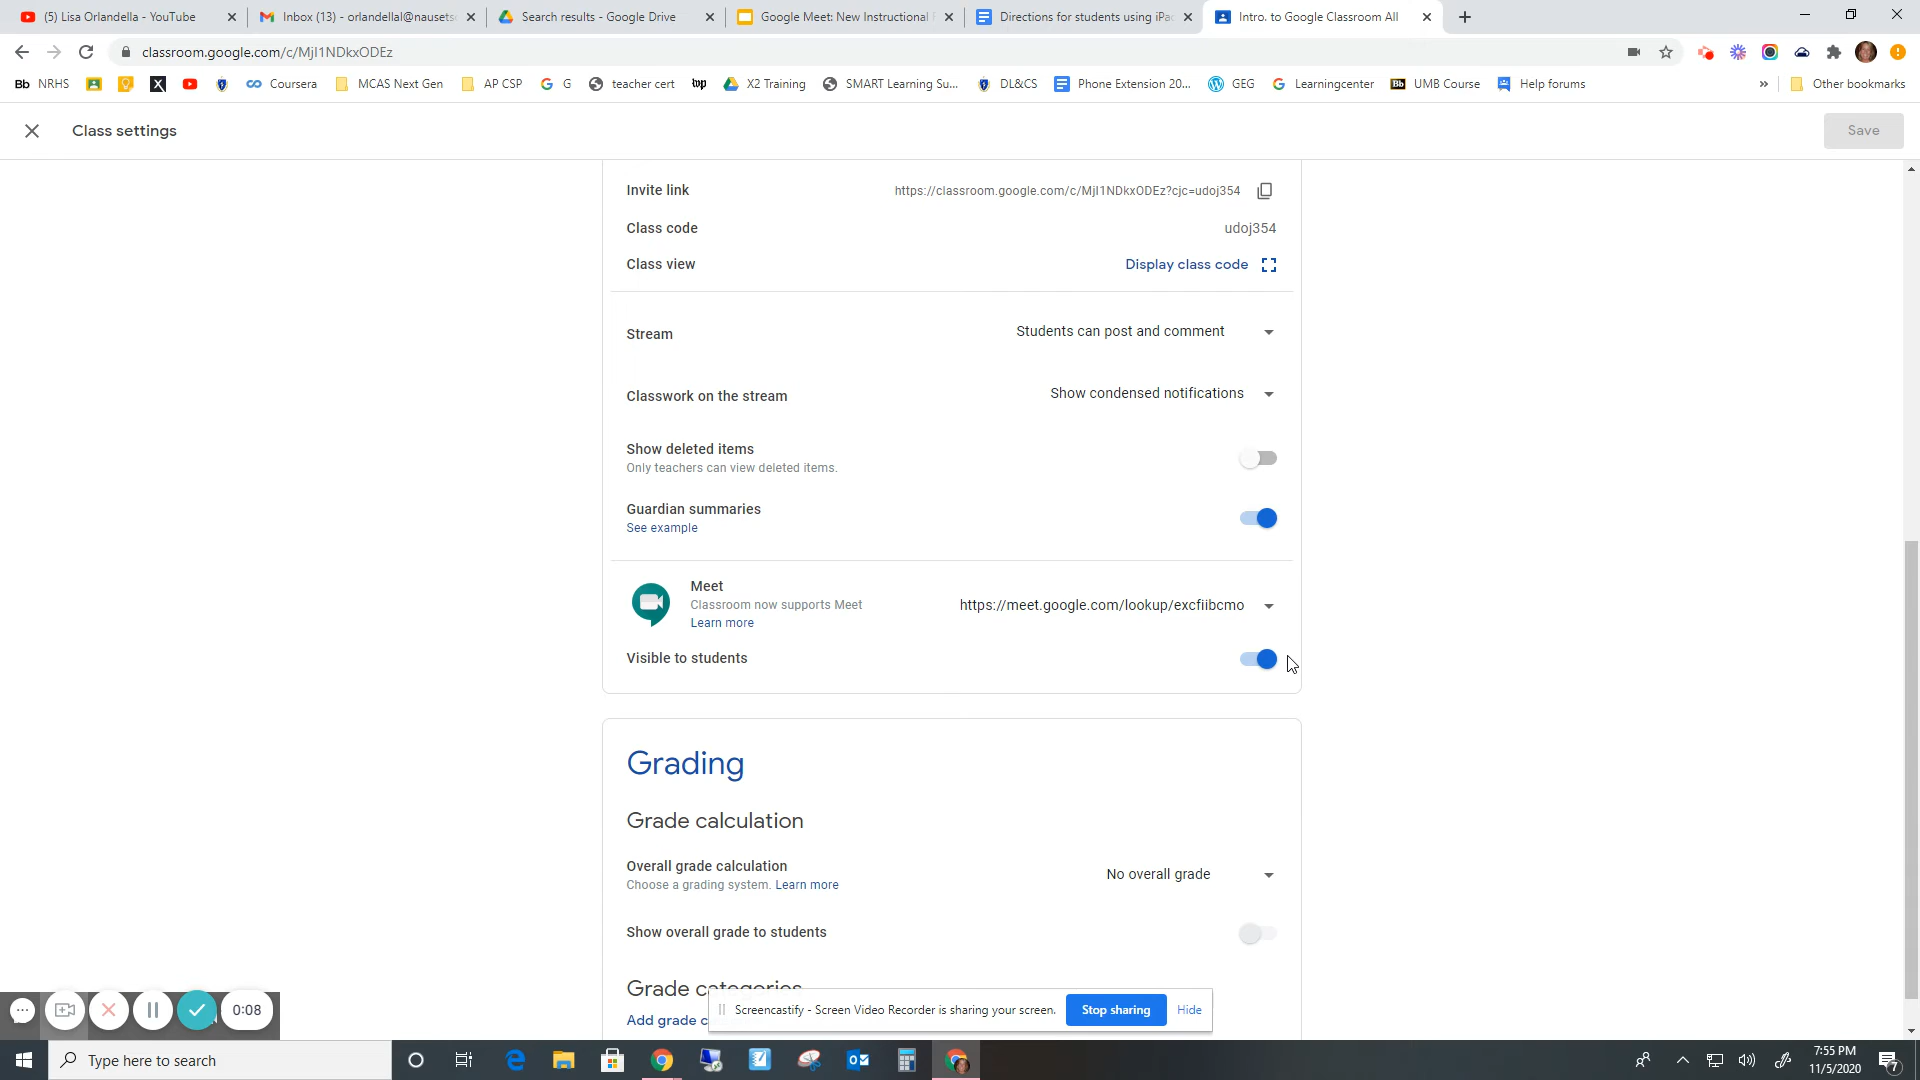 (5) Lisa Orlandella - YouTube
Inbox (13) - orlandellal@nausets
Search results - Google Drive
Google Meet: New Instructional
Directions for students using iPa
Intro. to Google Classroom All
classroom.google.com/c/MjI1NDkxODEz
Bb NRHS
Coursera
MCAS Next Gen
AP CSP
G
teacher cert
X2 Training
SMART Learning Su...
DL&CS
Phone Extension 20...
GEG
Learningcenter
Bb UMB Course
Help forums
»
Other bookmarks
Class settings
Save
Invite link
https://classroom.google.com/c/MjI1NDkxODEz?cjc=udoj354
Class code
udoj354
Class view
Display class code
Stream
Students can post and comment
Classwork on the stream
Show condensed notifications
Show deleted items
Only teachers can view deleted items.
Guardian summaries
See example
Meet
Classroom now supports Meet
Learn more
https://meet.google.com/lookup/excfiibcmo
Visible to students
Grading
Grade calculation
Overall grade calculation
Choose a grading system. Learn more
No overall grade
Show overall grade to students
Grade categories
Add grade c
0:08
Screencastify - Screen Video Recorder is sharing your screen.
Stop sharing
Hide
Type here to search
7:55 PM
11/5/2020
7